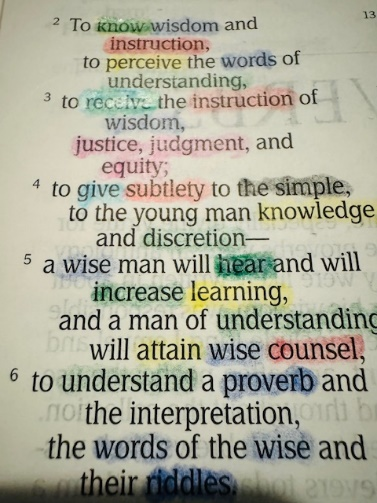 2 To know wisdom and
instruction,
to perceive the words of
understanding,
3 to receive the instruction of
wisdom,
justice, judgment, and
equity;
4 to give subtlety to the simple,
to the young man knowledge
and discretion—
5 a wise man will hear and will
increase learning,
and a man of understanding
will attain wise counsel,
6 to understand a proverb and
the interpretation,
the words of the wise and
their riddles.
13